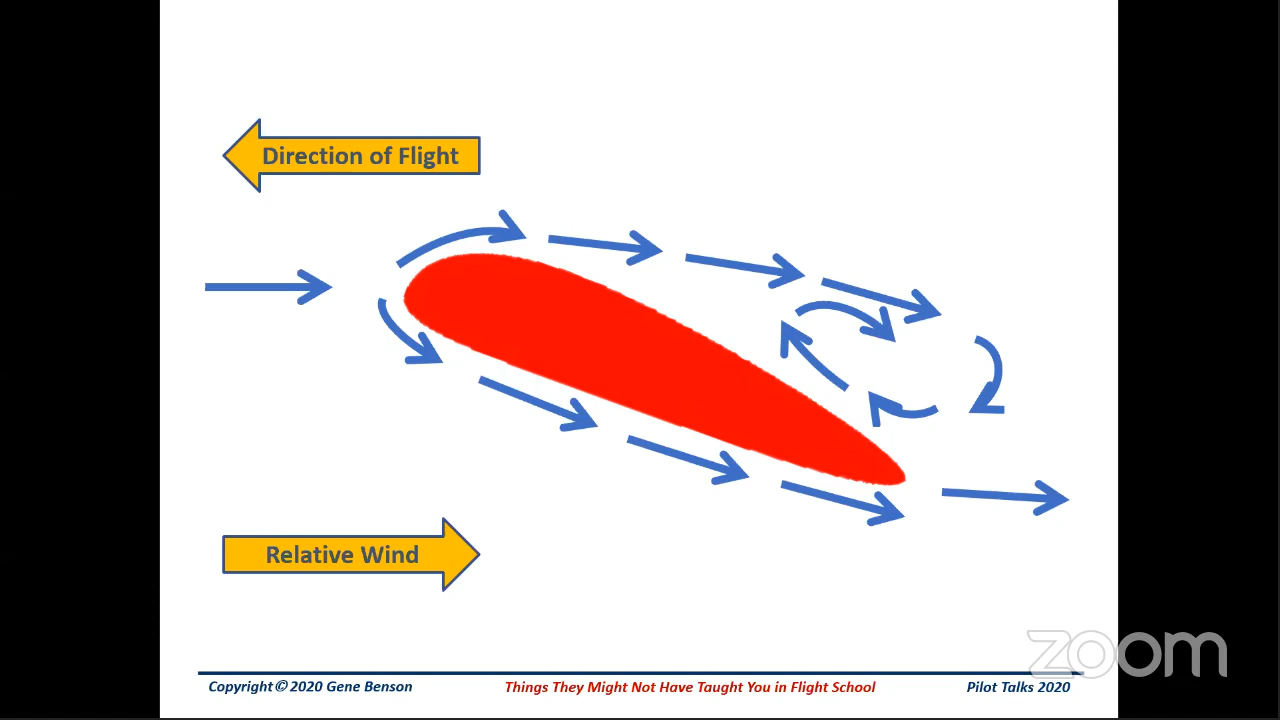 Direction of Flight
Relative Wind
zoom
Copyright© 2020 Gene Benson
Things They Might Not Have Taught You in Flight School
Pilot Talks 2020